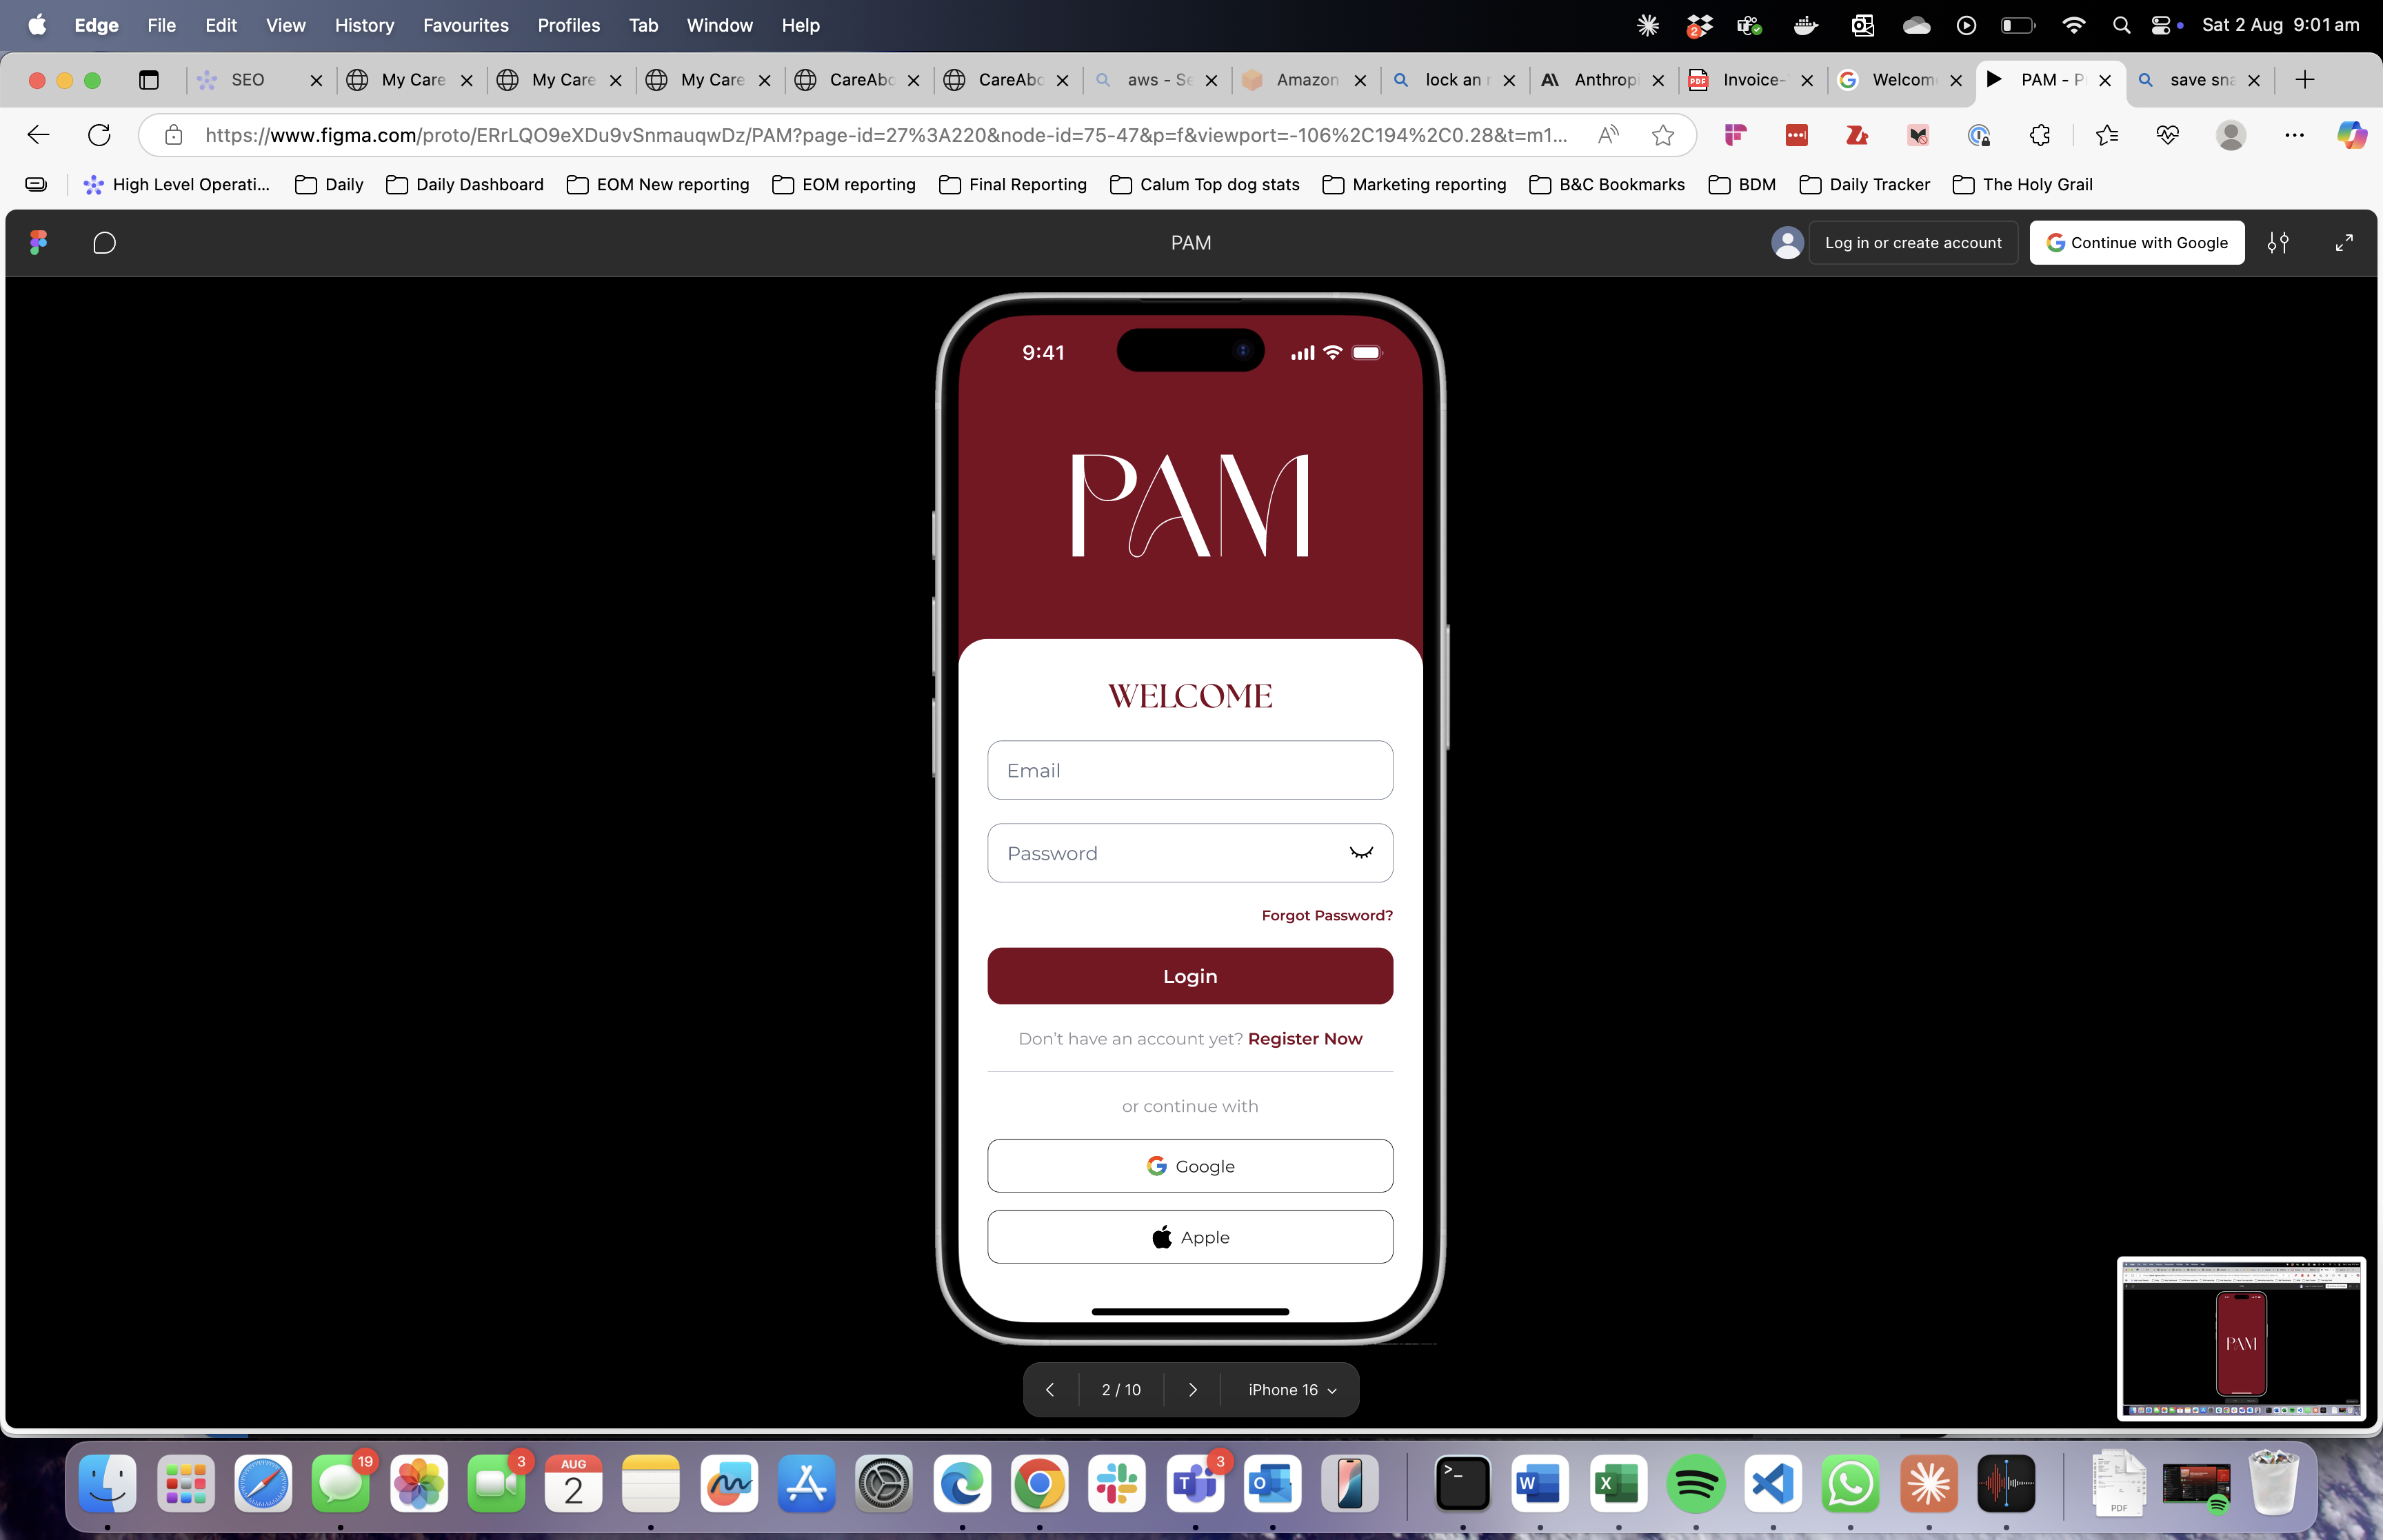 Edge File Edit View History Favourites Profiles Tab Window Help
2
Sat 2 Aug 9:01 am
SEO
My Care
My Care
My Care
CareAbo
CareAbo
aws - Se
Amazon
lock an
Anthrop
Invoice-
Welcom
PAM - P
save sna
https://www.figma.com/proto/ERrLQO9eXDu9vSnmauqwDz/PAM?page-id=27%3A220&node-id=75-47&p=f&viewport=-106%2C194%2C0.28&t=m1...
High Level Operati... Daily Daily Dashboard EOM New reporting EOM reporting Final Reporting Calum Top dog stats Marketing reporting B&C Bookmarks BDM Daily Tracker The Holy Grail
PAM
Log in or create account
Continue with Google
9:41
PAM
WELCOME
Email
Password
Forgot Password?
Login
Don't have an account yet? Register Now
or continue with
Google
Apple
2 / 10
iPhone 16
PAM
19
3
AUG
2
3
PDF